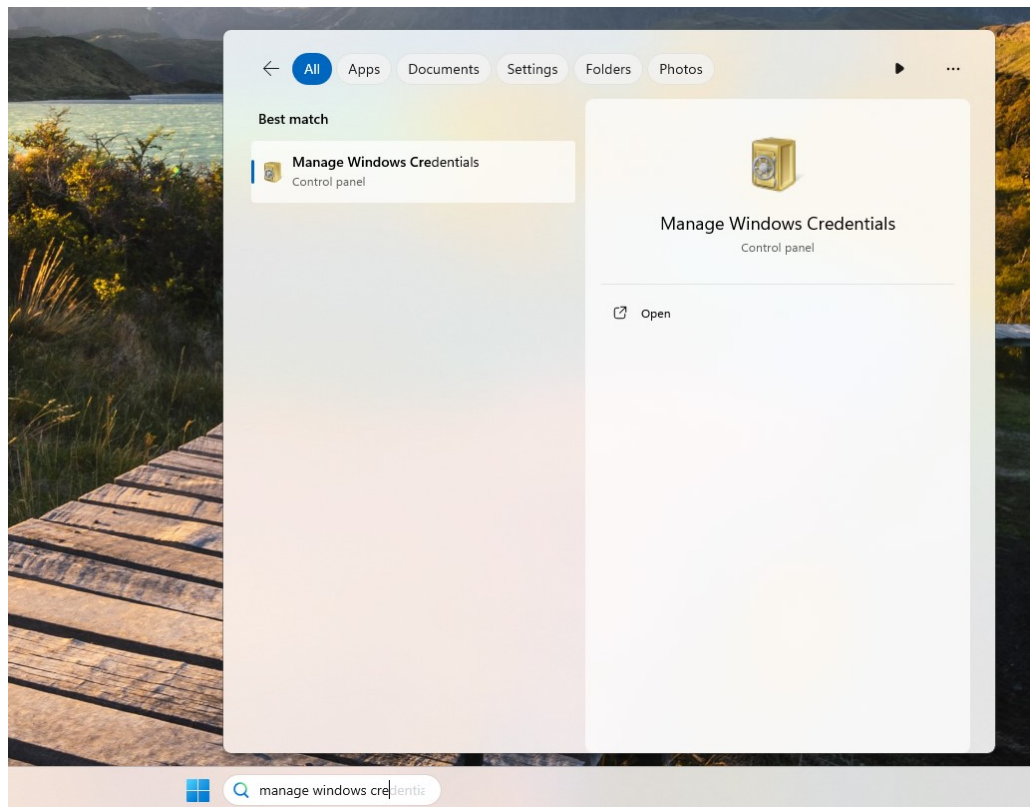 All Apps Documents Settings Folders Photos
Best match
Manage Windows Credentials
Control panel
Manage Windows Credentials
Control panel
Open
manage windows credentia